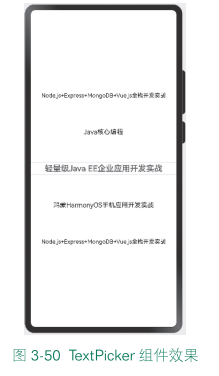 Node.js+Express+MongoDB+Vue.js全栈开发实战
Java核心编程
轻量级Java EE企业应用开发实战
鸿蒙HarmonyOS手机应用开发实战
Node.js+Express+MongoDB+Vue.js全栈开发实战
图 3-50 TextPicker 组件效果